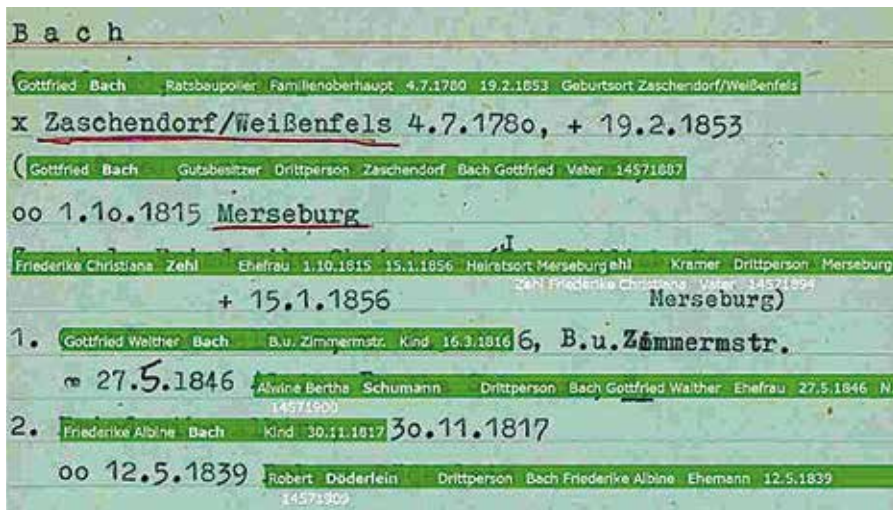 Bach
Gottfried Bach Ratsbaupolier Familienoberhaupt 4.7.1780 19.2.1853 Geburtsort Zaschendorf/Weißenfels
x Zaschendorf/Weißenfels 4.7.1780, + 19.2.1853
( Gottfried Bach Gutsbesitzer Drittperson Zaschendorf Bach Gottfried Vater 14571887
oo 1.10.1815 Merseburg
Friederike Christiana Zehl Ehefrau 1.10.1815 15.1.1856 Heiratsort Merseburg ehl Kramer Drittperson Merseburg
Zehl Friederike Christiana Vater 14571894
+ 15.1.1856 Merseburg)
1. Gottfried Walther Bach B.u. Zimmermstr. Kind 16.3.1816 6, B.u.Zimmermstr.
∞ 27.5.1846 Alwine Bertha Schumann Drittperson Bach Gottfried Walther Ehefrau 27.5.1846 N
14571900
2. Friederike Albine Bach Kind 30.11.1817 30.11.1817
oo 12.5.1839 Robert Döderlein Drittperson Bach Friederike Albine Ehemann 12.5.1839
14571909